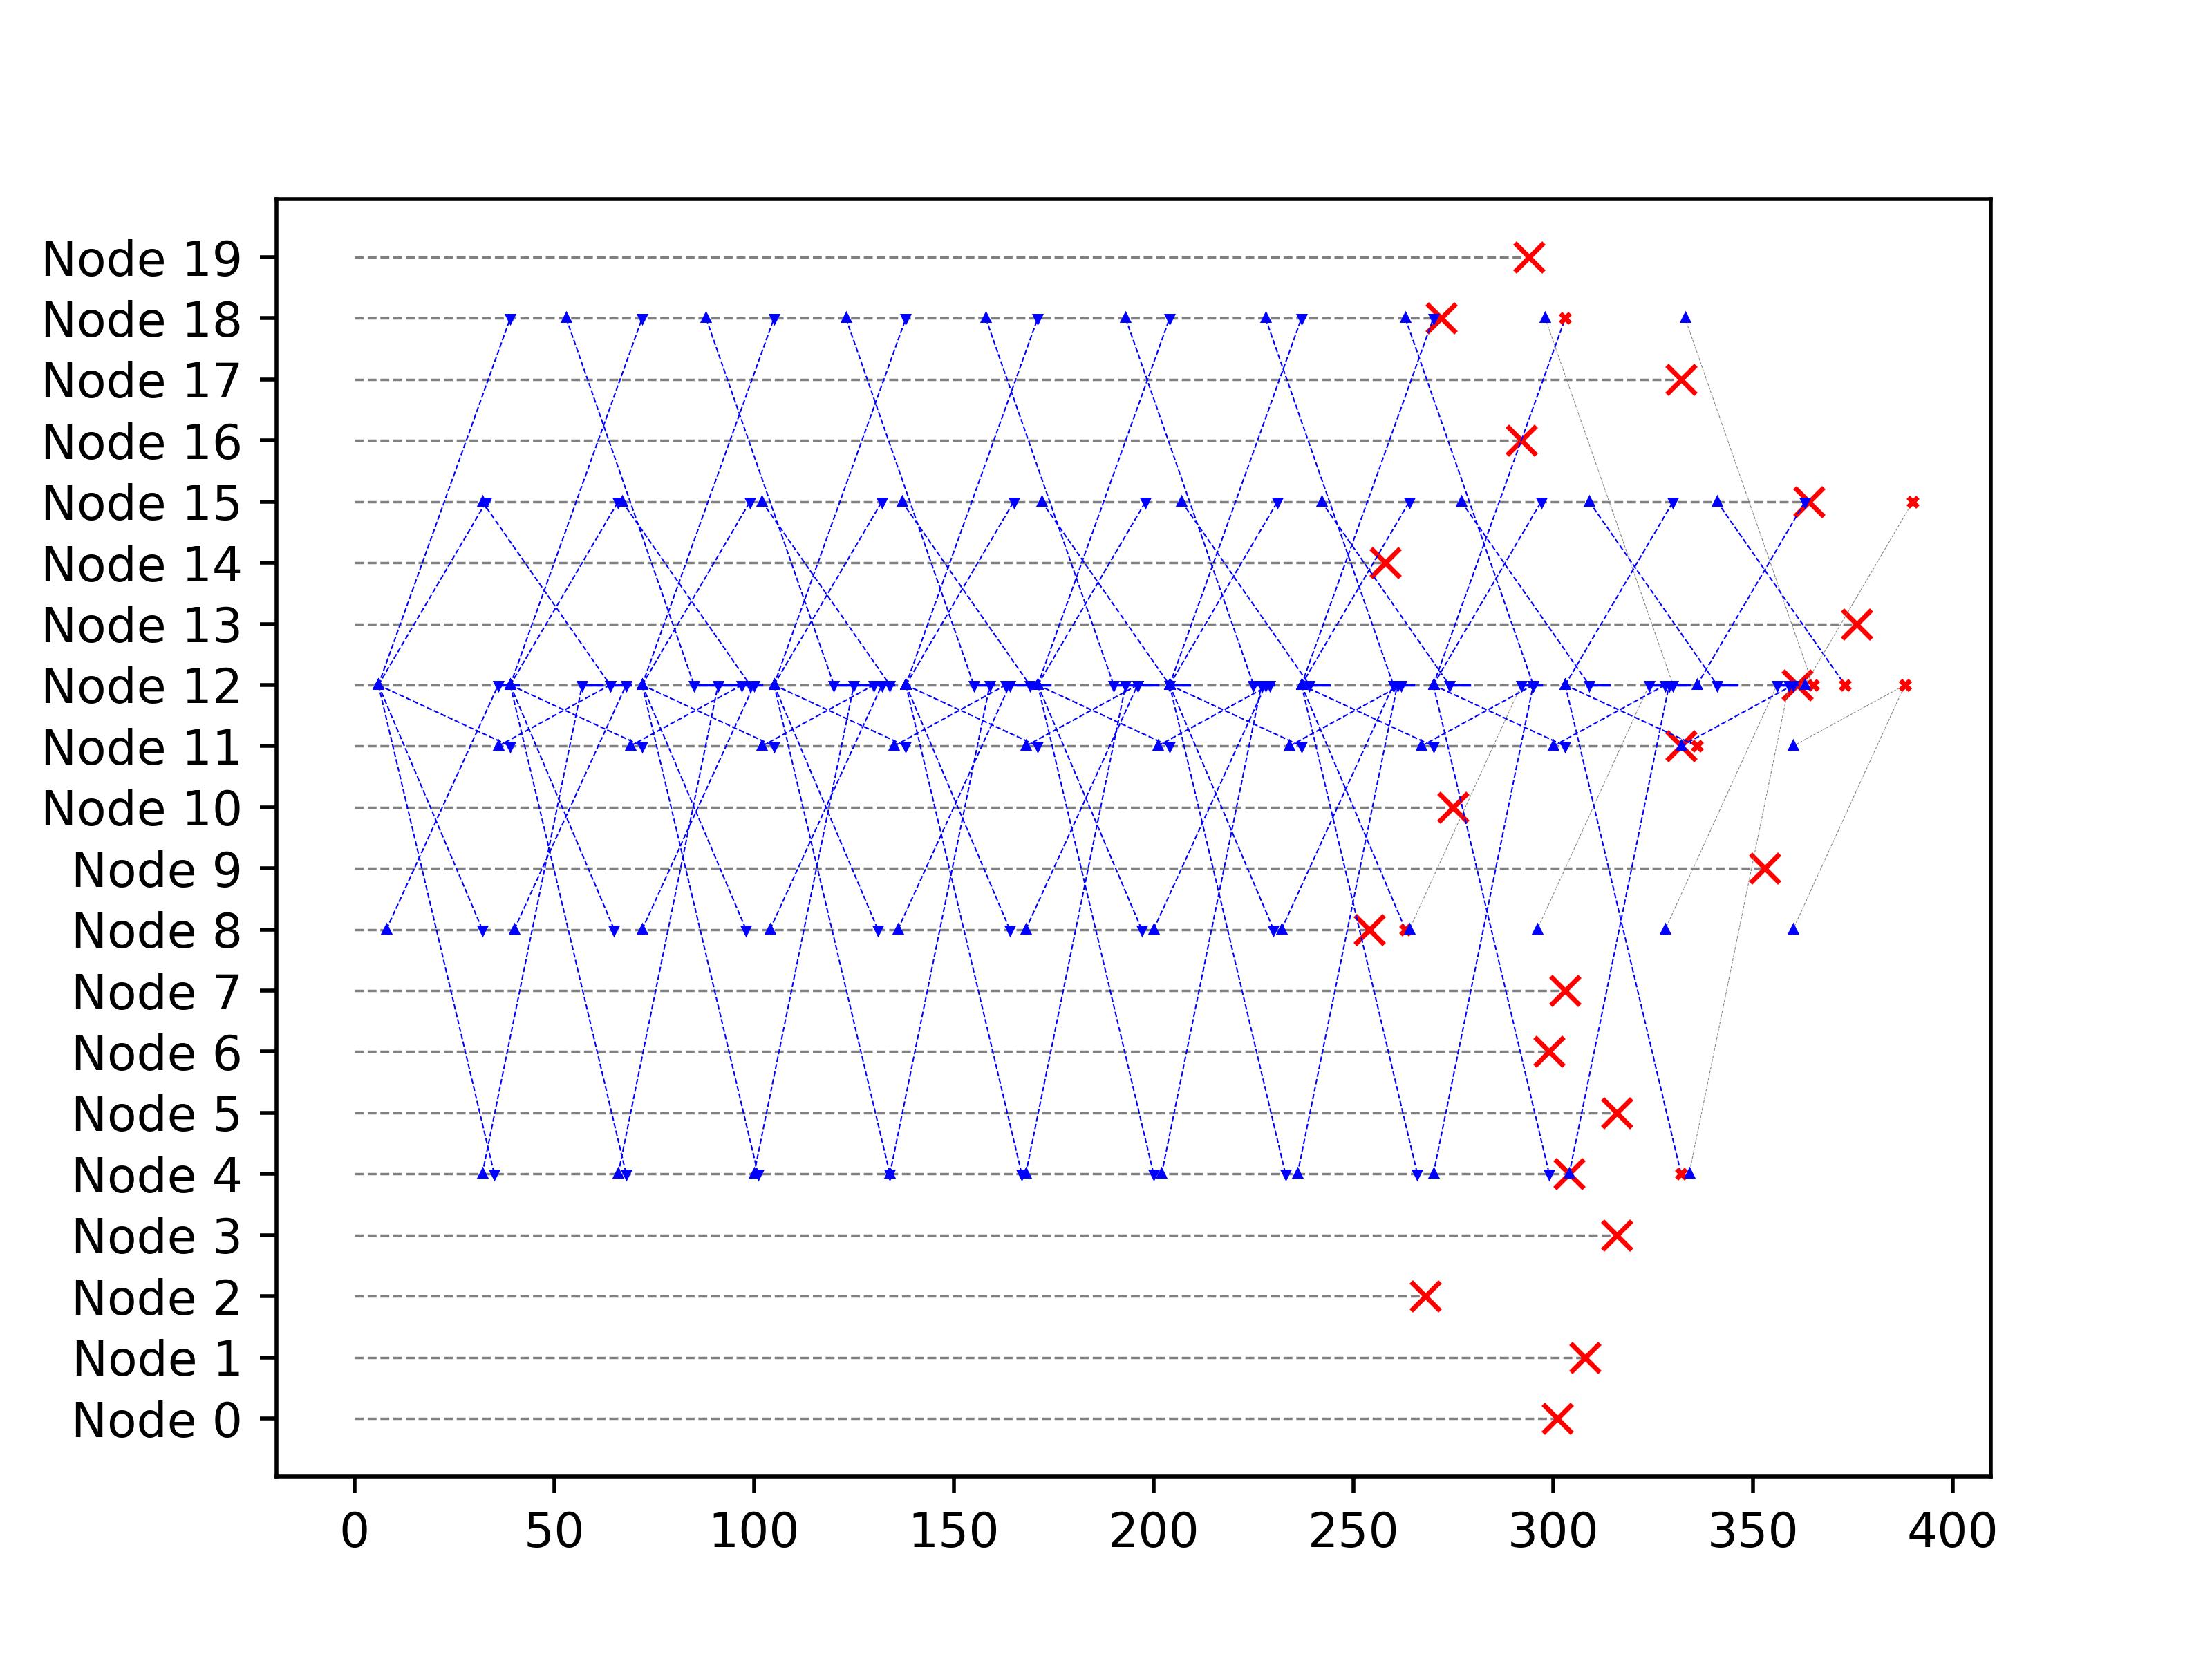 Node 19
Node 18
Node 17
Node 16
Node 15
Node 14
Node 13
Node 12
Node 11
Node 10
Node 9
Node 8
Node 7
Node 6
Node 5
Node 4
Node 3
Node 2
Node 1
Node 0
0 50 100 150 200 250 300 350 400